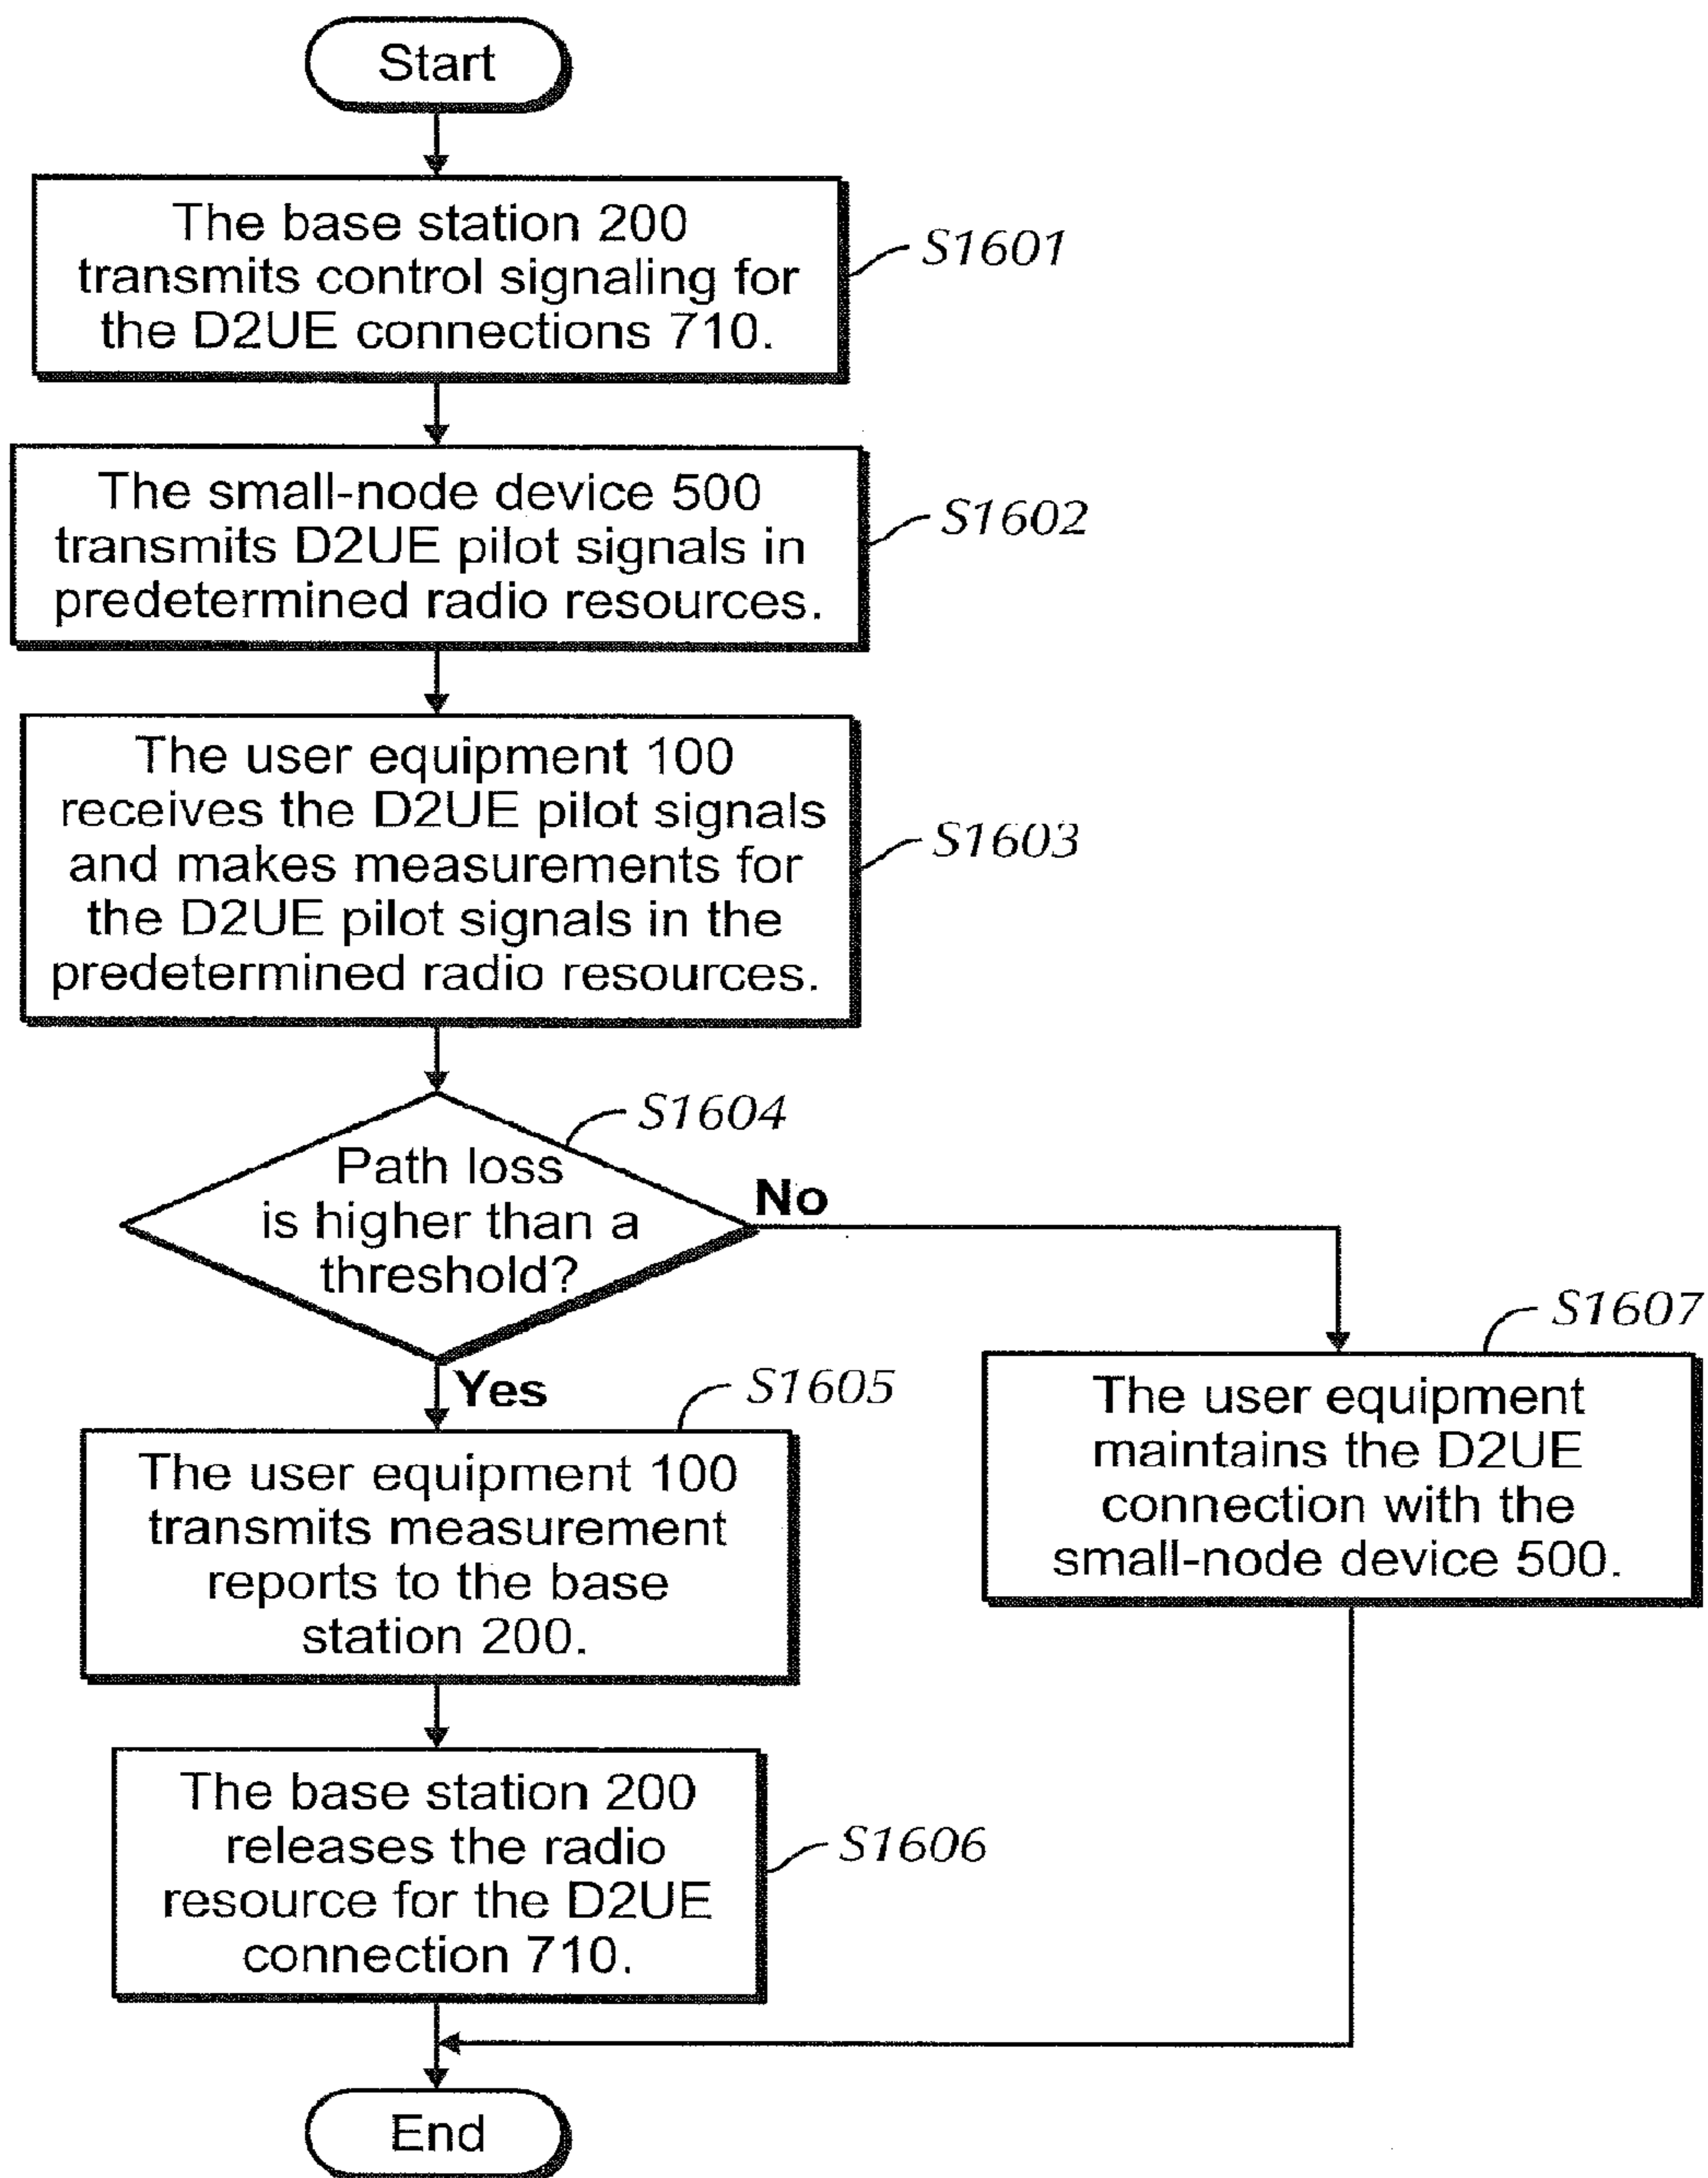 Start
The base station 200
transmits control signaling for
the D2UE connections 710.
S1601
The small-node device 500
transmits D2UE pilot signals in
predetermined radio resources.
S1602
The user equipment 100
receives the D2UE pilot signals
and makes measurements for
the D2UE pilot signals in the
predetermined radio resources.
S1603
S1604
Path loss
is higher than a
threshold?
No
Yes
S1605
The user equipment 100
transmits measurement
reports to the base
station 200.
S1607
The user equipment
maintains the D2UE
connection with the
small-node device 500.
The base station 200
releases the radio
resource for the D2UE
connection 710.
S1606
End